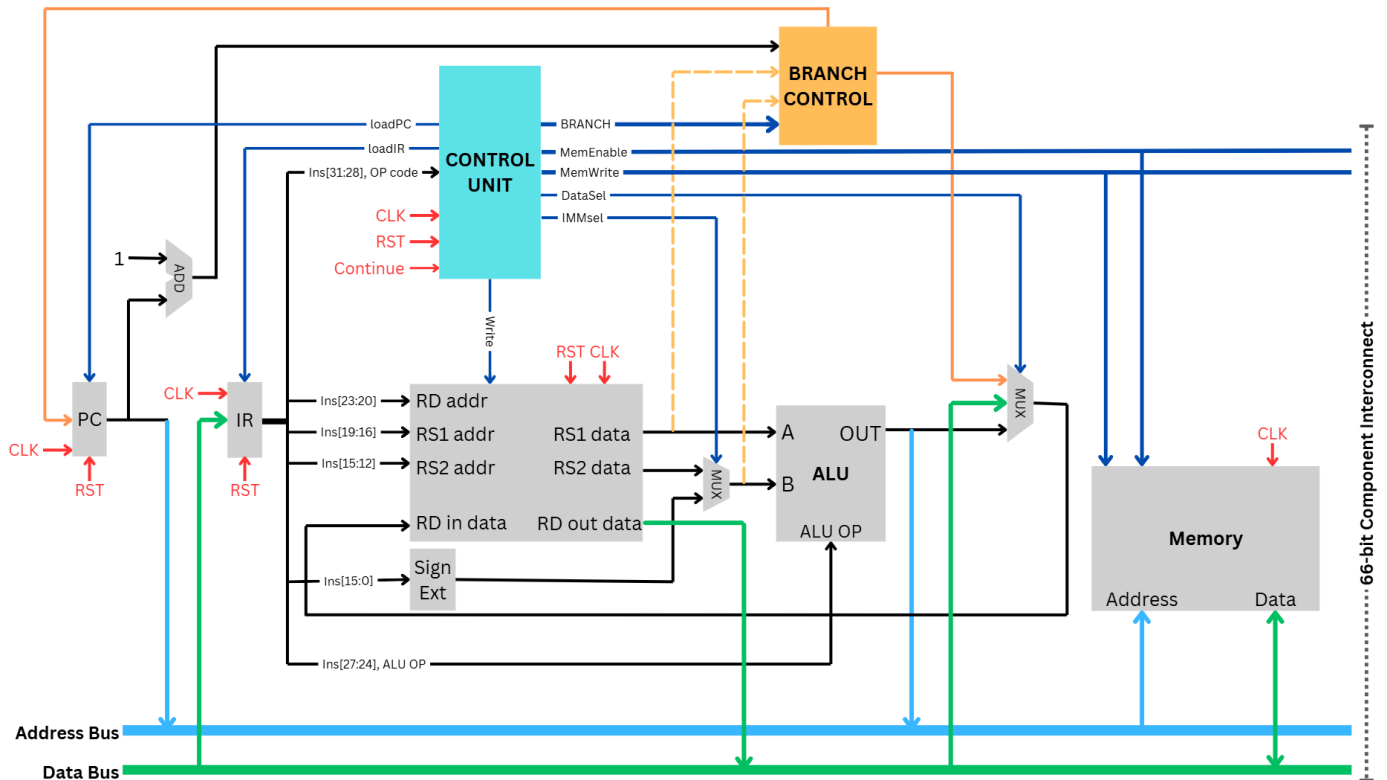 BRANCH
CONTROL
loadPC
loadIR
Ins[31:28], OP code
CONTROL
UNIT
BRANCH
MemEnable
MemWrite
DataSel
IMMsel
CLK
RST
Continue
1
ADD
Write
RST CLK
CLK
PC
CLK
RST
IR
RST
Ins[23:20]
Ins[19:16]
Ins[15:12]
RD addr
RS1 addr
RS2 addr
RD in data
RS1 data
RS2 data
RD out data
MUX
A
B
OUT
ALU
ALU OP
MUX
CLK
Memory
Address
Data
Ins[15:0]
Sign
Ext
Ins[27:24], ALU OP
Address Bus
Data Bus
66-bit Component Interconnect